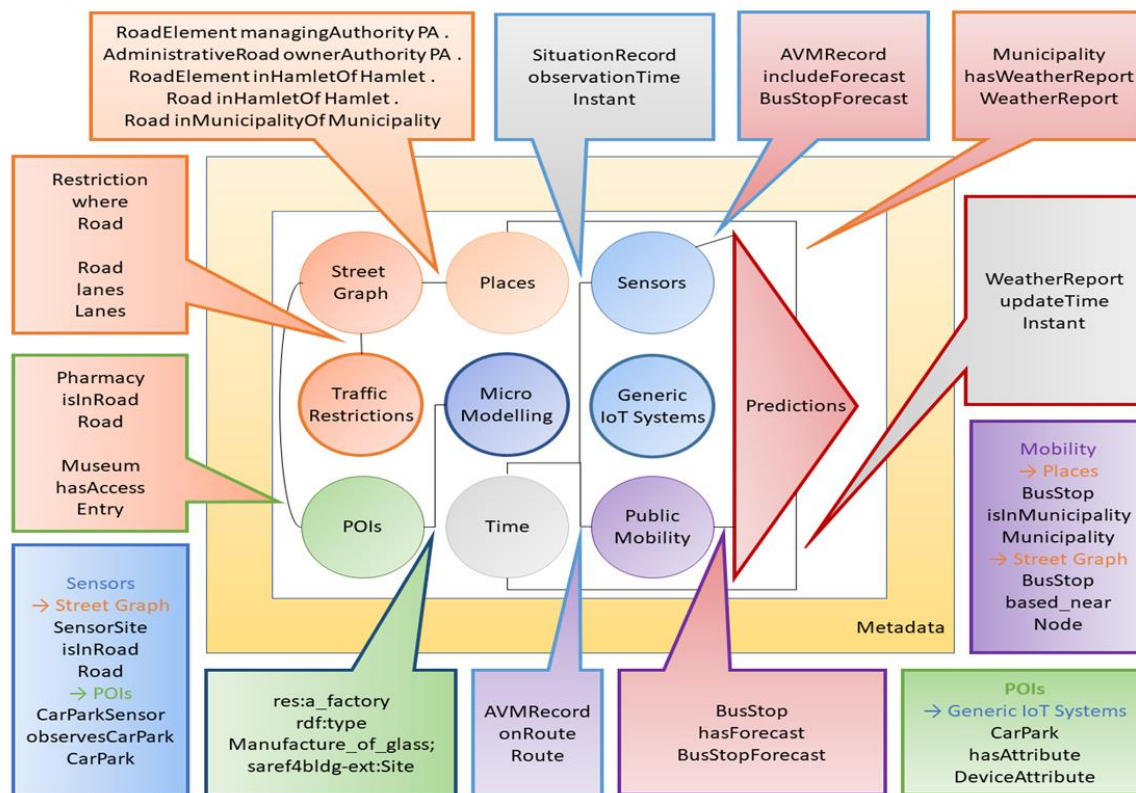 RoadElement managingAuthority PA .
AdministrativeRoad ownerAuthority PA .
RoadElement inHamletOf Hamlet .
Road inHamletOf Hamlet .
Road inMunicipalityOf Municipality
SituationRecord
observationTime
Instant
AVMRecord
includeForecast
BusStopForecast
Municipality
hasWeatherReport
WeatherReport
Restriction
where
Road
Road
lanes
Lanes
Street
Graph
Places
Sensors
WeatherReport
updateTime
Instant
Pharmacy
isInRoad
Road
Museum
hasAccess
Entry
Traffic
Restrictions
Micro
Modelling
Generic
IoT Systems
Predictions
POIs
Time
Public
Mobility
Mobility
→ Places
BusStop
isInMunicipality
Municipality
→ Street Graph
BusStop
based_near
Node
Sensors
→ Street Graph
SensorSite
isInRoad
Road
→ POIs
CarParkSensor
observesCarPark
CarPark
Metadata
res:a_factory
rdf:type
Manufacture_of_glass;
saref4bldg-ext:Site
AVMRecord
onRoute
Route
BusStop
hasForecast
BusStopForecast
POIs
→ Generic IoT Systems
CarPark
hasAttribute
DeviceAttribute